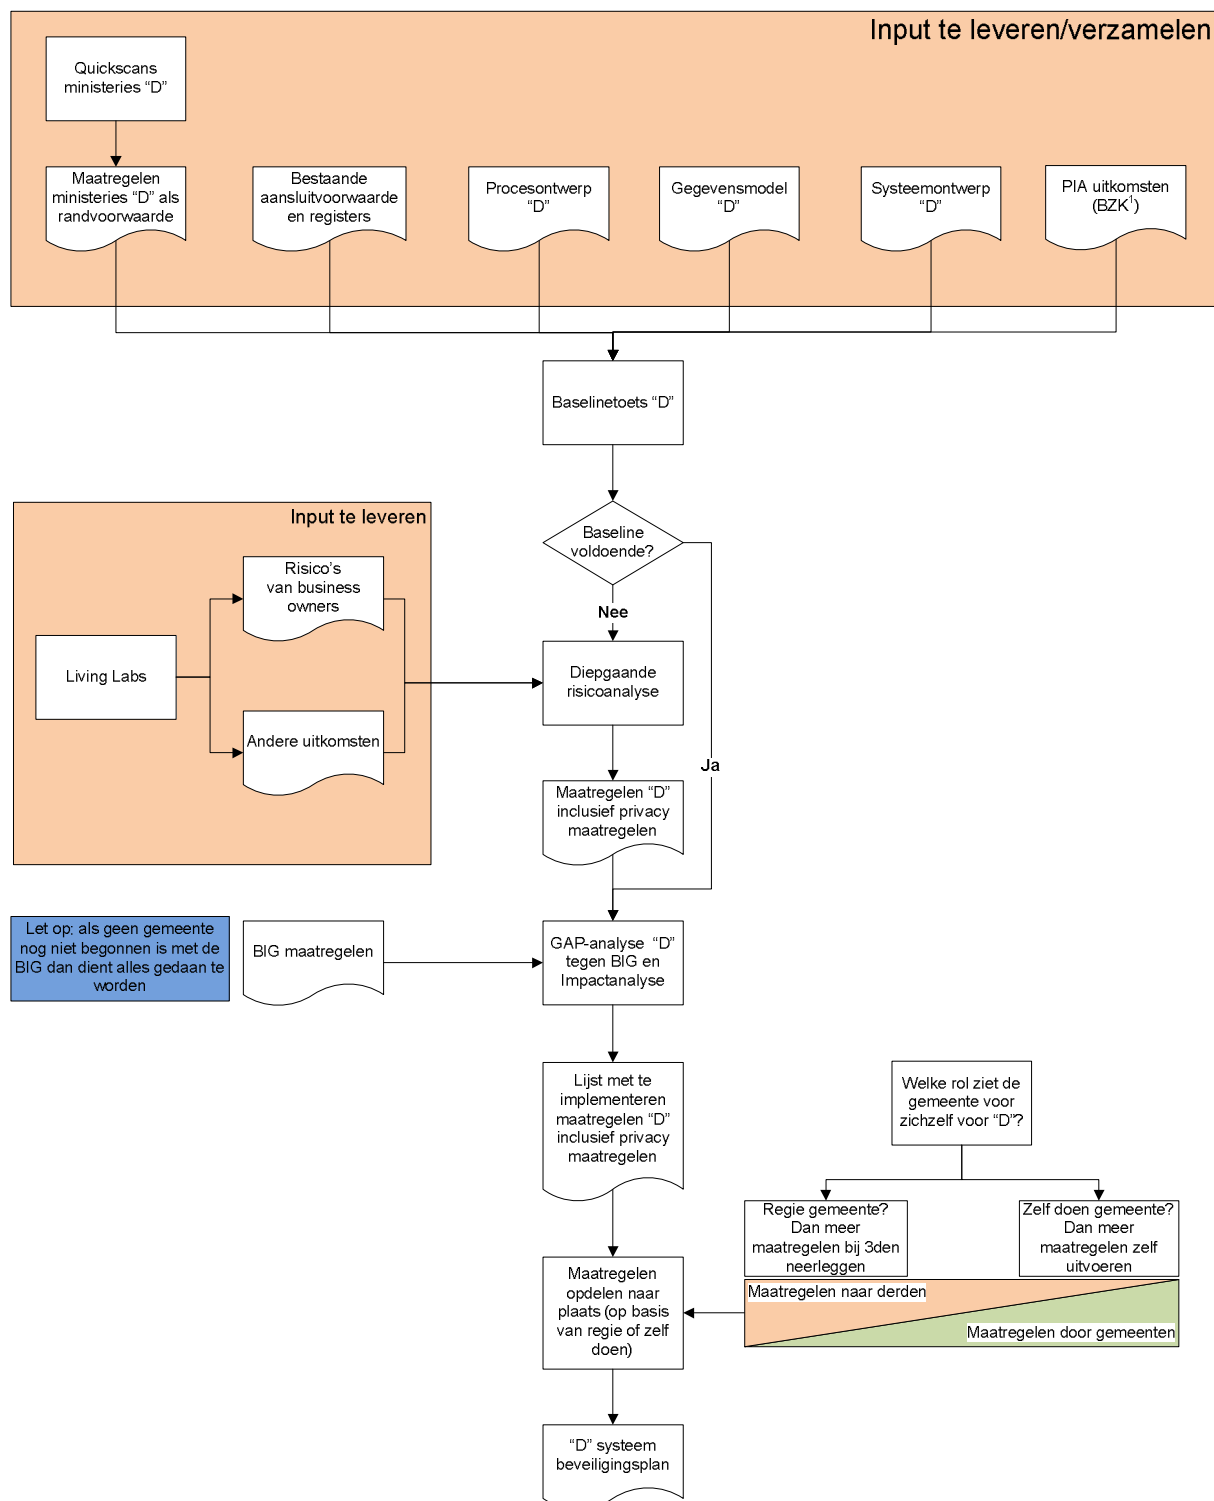 Input te leveren/verzamelen
Quickscans
ministeries “D”
Maatregelen
ministeries “D” als
randvoorwaarde
Bestaande
aansluitvoorwaarde
en registers
Procesontwerp
“D”
Gegevensmodel
“D”
Systeemontwerp
“D”
PIA uitkomsten
(BZK¹)
Baselinetoets “D”
Baseline
voldoende?
Nee
Ja
Input te leveren
Risico’s
van business
owners
Living Labs
Andere uitkomsten
Diepgaande
risicoanalyse
Maatregelen “D”
inclusief privacy
maatregelen
Let op: als geen gemeente
nog niet begonnen is met de
BIG dan dient alles gedaan te
worden
BIG maatregelen
GAP-analyse “D”
tegen BIG en
Impactanalyse
Lijst met te
implementeren
maatregelen “D”
inclusief privacy
maatregelen
Welke rol ziet de
gemeente voor
zichzelf voor “D”?
Regie gemeente?
Dan meer
maatregelen bij 3den
neerleggen
Zelf doen gemeente?
Dan meer
maatregelen zelf
uitvoeren
Maatregelen naar derden
Maatregelen door gemeenten
Maatregelen
opdelen naar
plaats (op basis
van regie of zelf
doen)
“D” systeem
beveiligingsplan